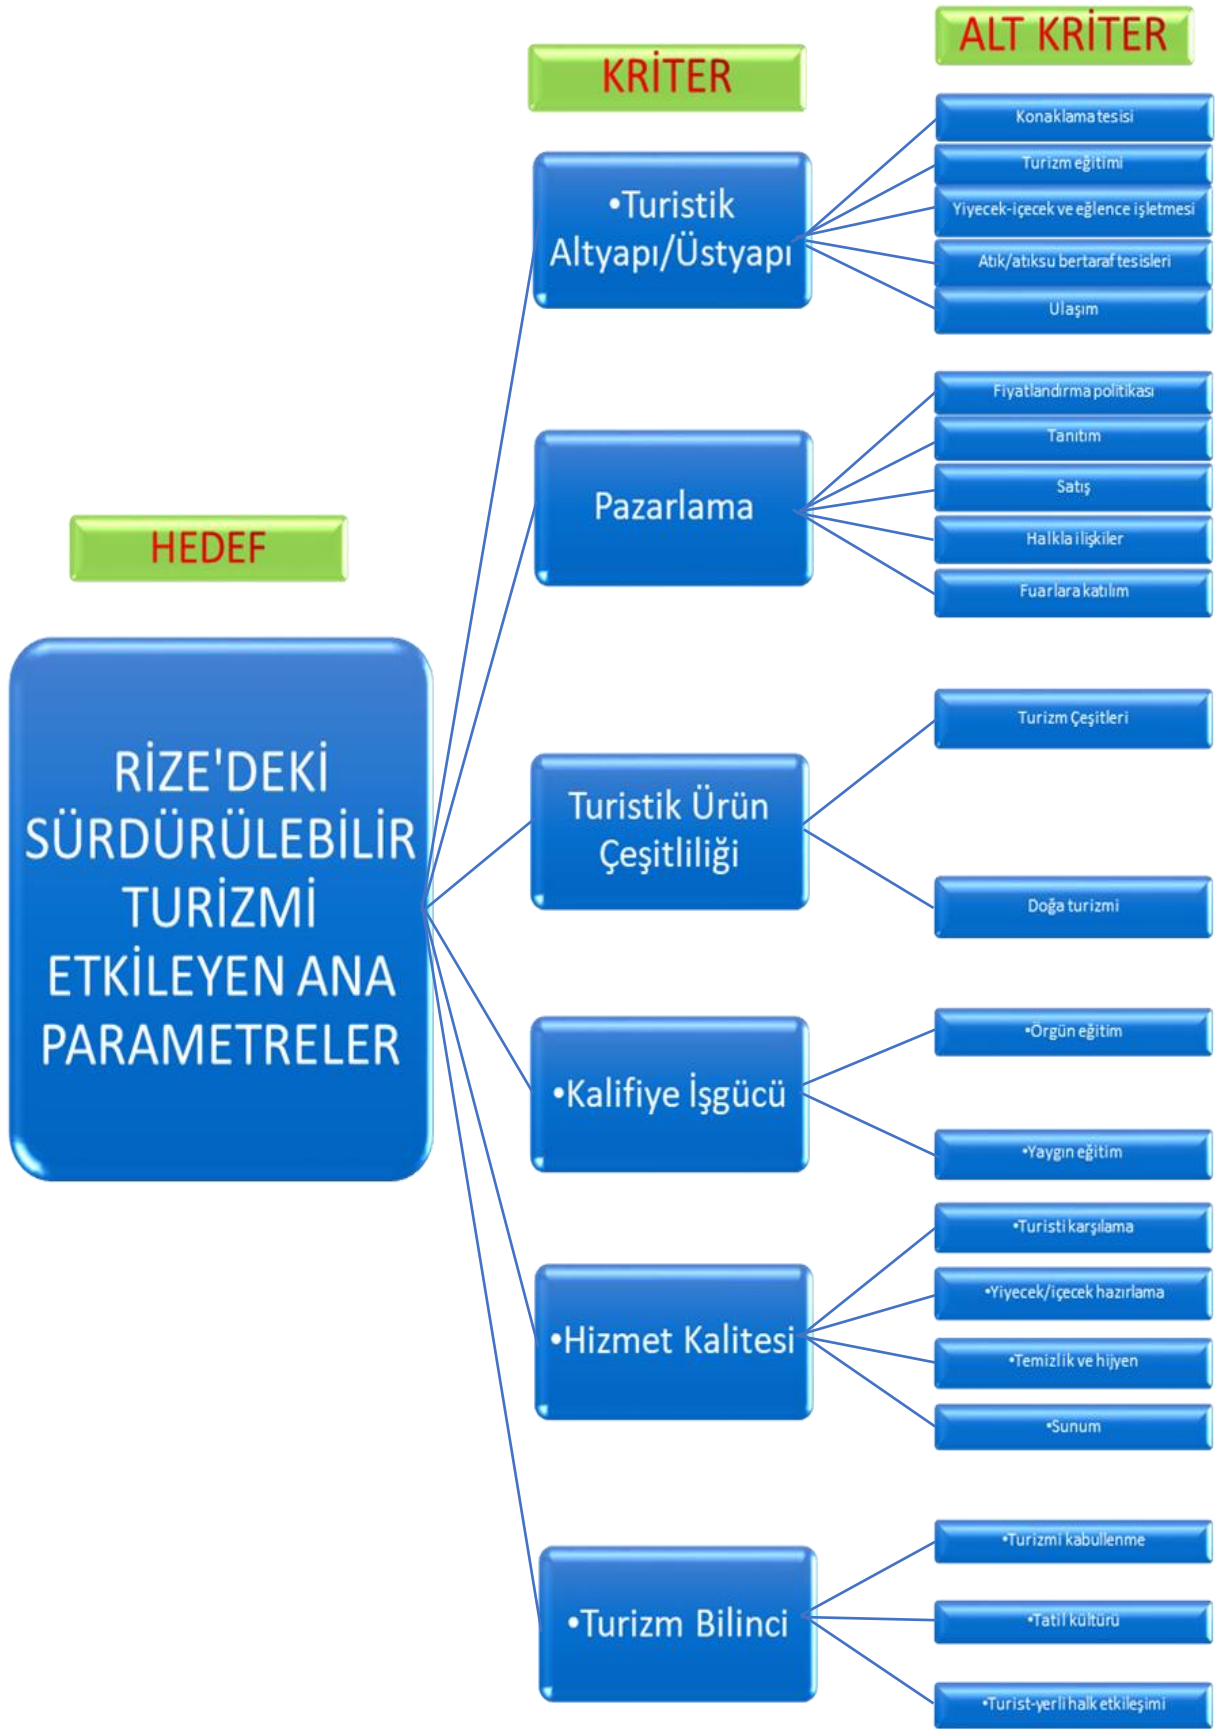 ALT KRİTER
KRİTER
HEDEF
RİZE'DEKİ
SÜRDÜRÜLEBİLİR
TURİZMİ
ETKİLEYEN ANA
PARAMETRELER
•Turistik
Altyapı/Üstyapı
Konaklama tesisi
Turizm eğitimi
Yiyecek-içecek ve eğlence işletmesi
Atık/atıksu bertaraf tesisleri
Ulaşım
Pazarlama
Fiyatlandırma politikası
Tanıtım
Satış
Halkla ilişkiler
Fuarlara katılım
Turistik Ürün
Çeşitliliği
Turizm Çeşitleri
Doğa turizmi
•Kalifiye İşgücü
•Örgün eğitim
•Yaygın eğitim
•Hizmet Kalitesi
•Turisti karşılama
•Yiyecek/içecek hazırlama
•Temizlik ve hijyen
•Sunum
•Turizm Bilinci
•Turizmi kabullenme
•Tatil kültürü
•Turist-yerli halk etkileşimi